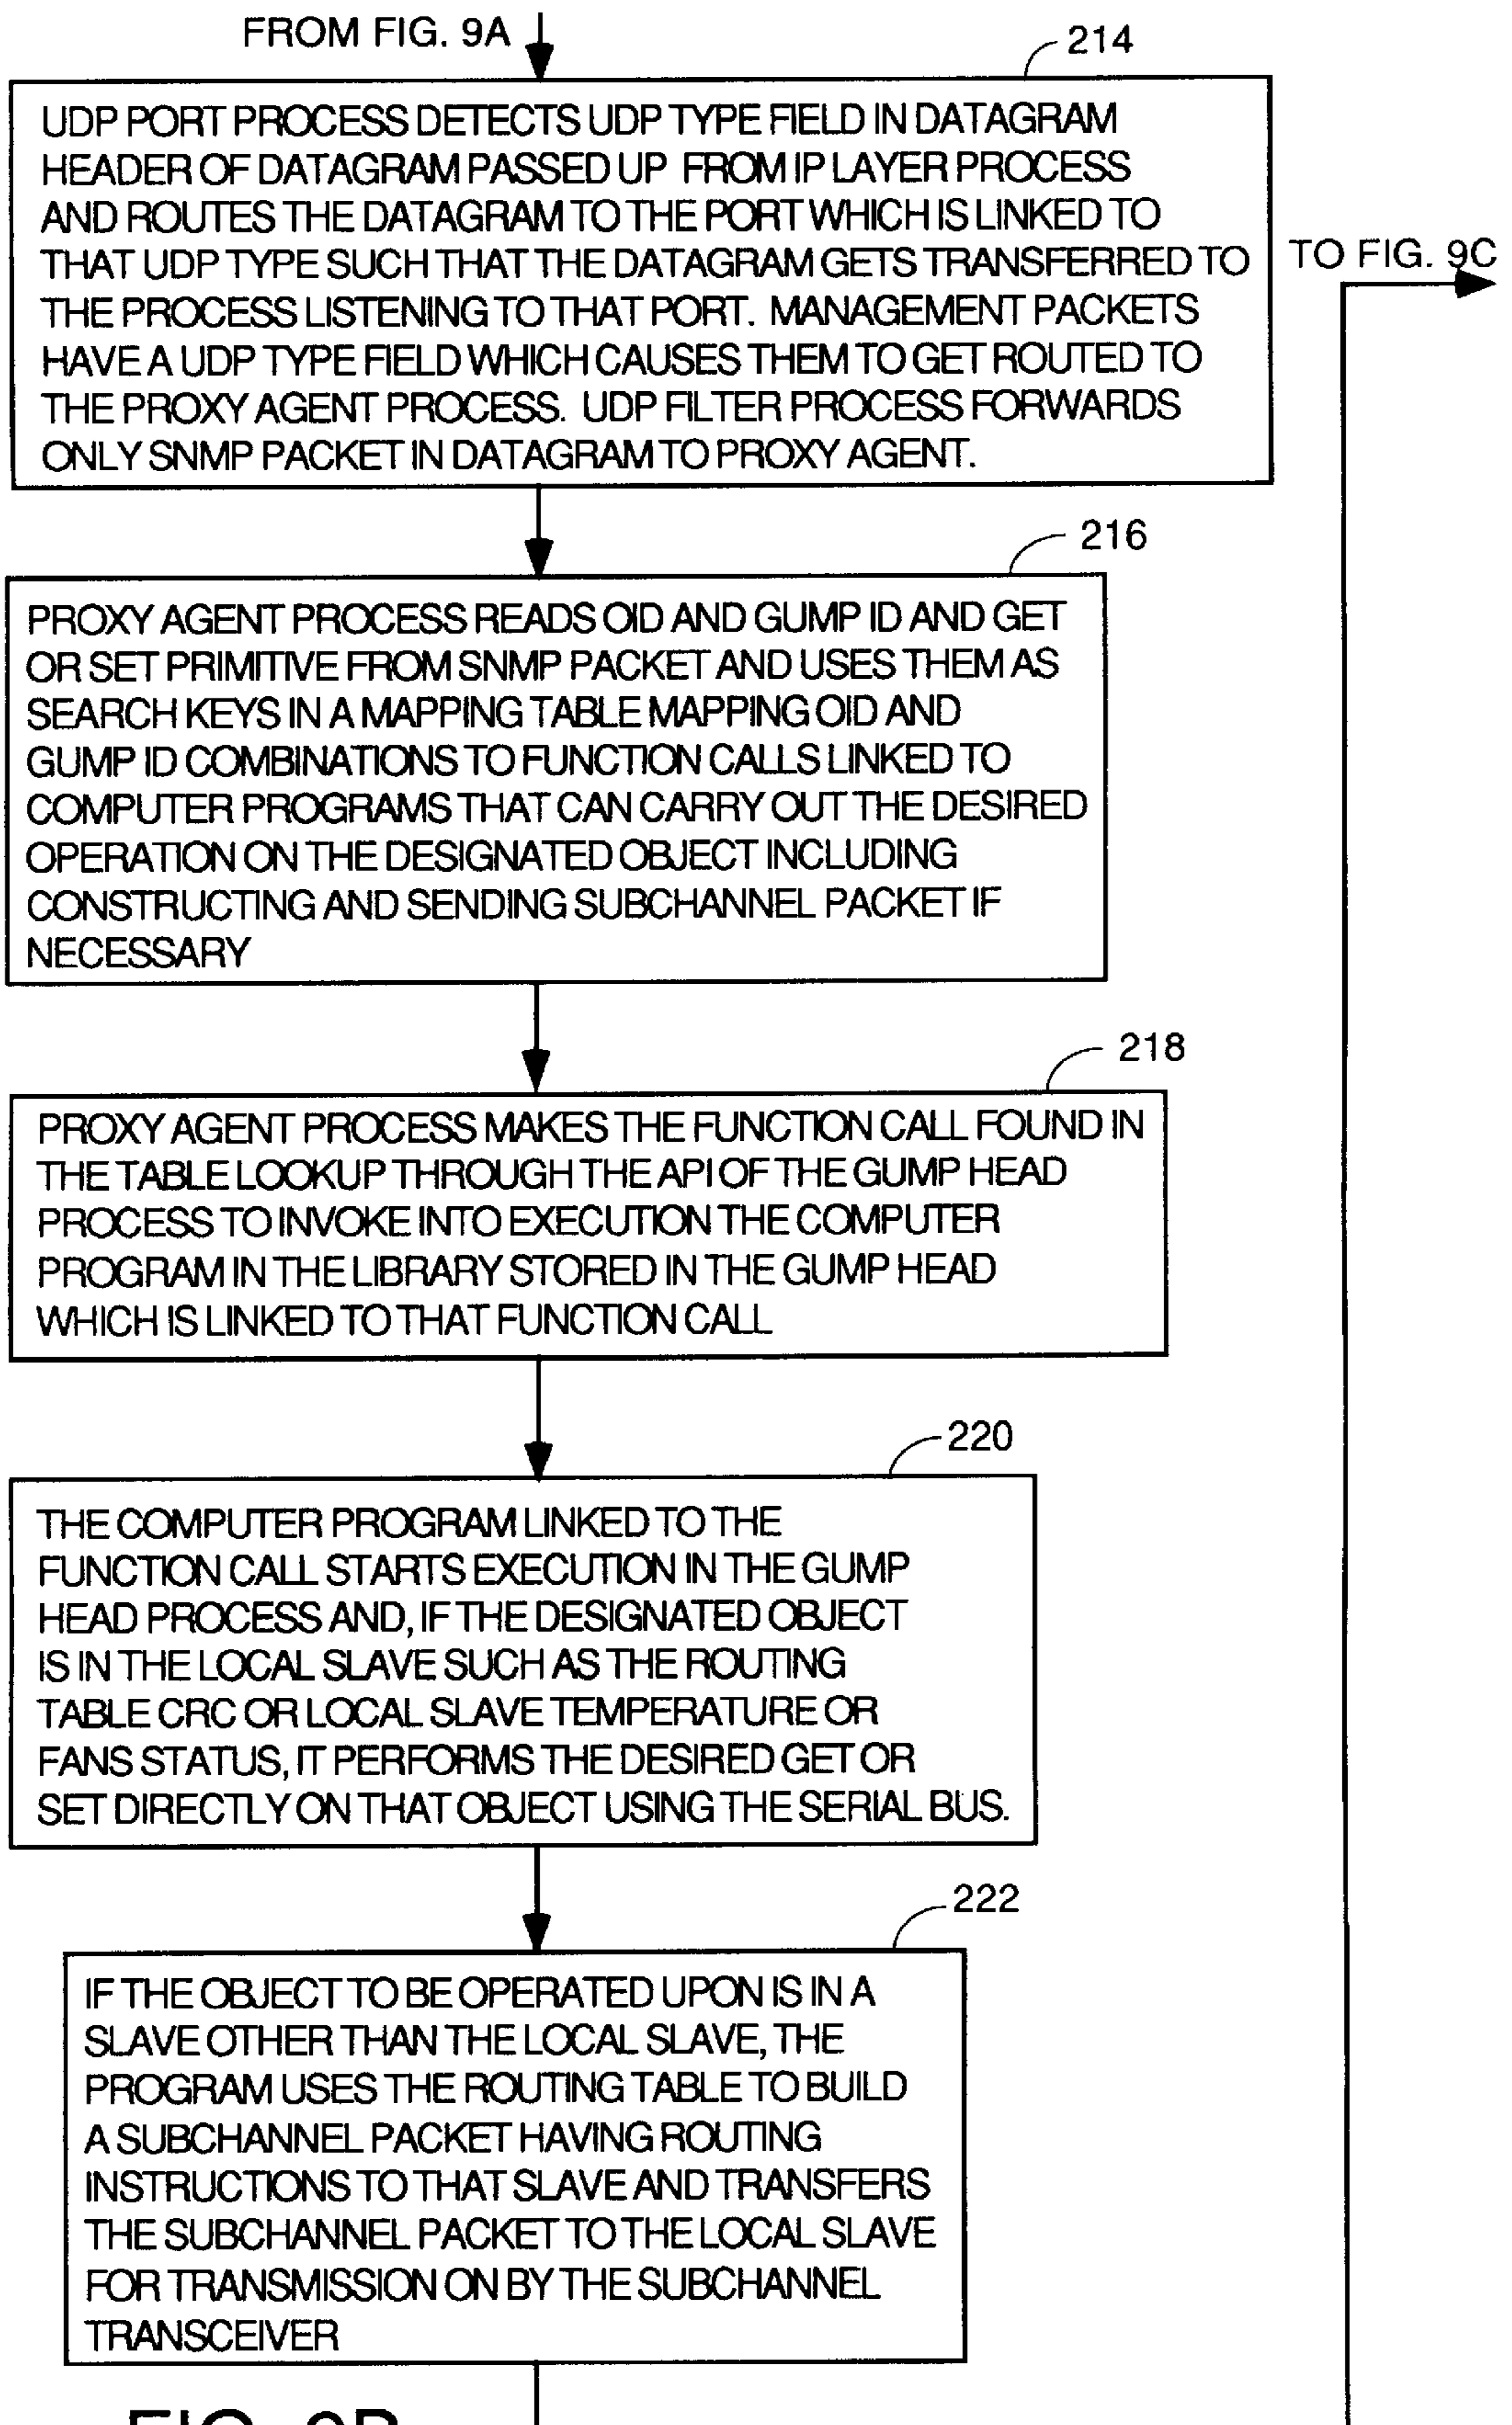 FROM FIG. 9A
214
UDP PORT PROCESS DETECTS UDP TYPE FIELD IN DATAGRAM
HEADER OF DATAGRAM PASSED UP FROM IP LAYER PROCESS
AND ROUTES THE DATAGRAM TO THE PORT WHICH IS LINKED TO
THAT UDP TYPE SUCH THAT THE DATAGRAM GETS TRANSFERRED TO
THE PROCESS LISTENING TO THAT PORT. MANAGEMENT PACKETS
HAVE A UDP TYPE FIELD WHICH CAUSES THEM TO GET ROUTED TO
THE PROXY AGENT PROCESS. UDP FILTER PROCESS FORWARDS
ONLY SNMP PACKET IN DATAGRAM TO PROXY AGENT.
TO FIG. 9C
216
PROXY AGENT PROCESS READS OID AND GUMP ID AND GET
OR SET PRIMITIVE FROM SNMP PACKET AND USES THEM AS
SEARCH KEYS IN A MAPPING TABLE MAPPING OID AND
GUMP ID COMBINATIONS TO FUNCTION CALLS LINKED TO
COMPUTER PROGRAMS THAT CAN CARRY OUT THE DESIRED
OPERATION ON THE DESIGNATED OBJECT INCLUDING
CONSTRUCTING AND SENDING SUBCHANNEL PACKET IF
NECESSARY
218
PROXY AGENT PROCESS MAKES THE FUNCTION CALL FOUND IN
THE TABLE LOOKUP THROUGH THE API OF THE GUMP HEAD
PROCESS TO INVOKE INTO EXECUTION THE COMPUTER
PROGRAM IN THE LIBRARY STORED IN THE GUMP HEAD
WHICH IS LINKED TO THAT FUNCTION CALL
220
THE COMPUTER PROGRAM LINKED TO THE
FUNCTION CALL STARTS EXECUTION IN THE GUMP
HEAD PROCESS AND, IF THE DESIGNATED OBJECT
IS IN THE LOCAL SLAVE SUCH AS THE ROUTING
TABLE CRC OR LOCAL SLAVE TEMPERATURE OR
FANS STATUS, IT PERFORMS THE DESIRED GET OR
SET DIRECTLY ON THAT OBJECT USING THE SERIAL BUS.
222
IF THE OBJECT TO BE OPERATED UPON IS IN A
SLAVE OTHER THAN THE LOCAL SLAVE, THE
PROGRAM USES THE ROUTING TABLE TO BUILD
A SUBCHANNEL PACKET HAVING ROUTING
INSTRUCTIONS TO THAT SLAVE AND TRANSFERS
THE SUBCHANNEL PACKET TO THE LOCAL SLAVE
FOR TRANSMISSION ON BY THE SUBCHANNEL
TRANSCEIVER